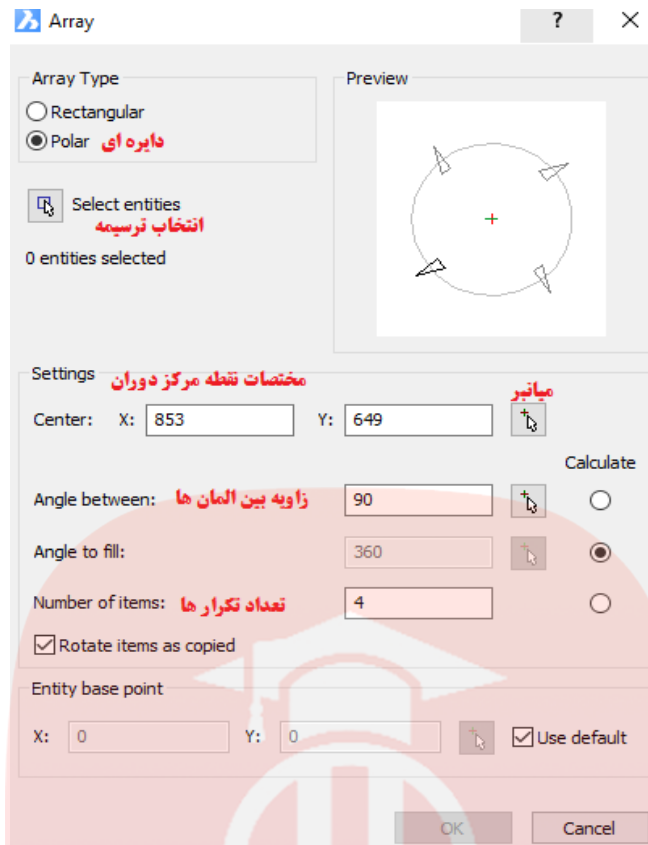 Array ? ×
Array Type
Rectangular
Polar دایره ای
Preview
Select entities
انتخاب ترسیمه
0 entities selected
Settings مختصات نقطه مرکز دوران
میانبر
Center: X: 853 Y: 649
Calculate
Angle between: زاویه بین المان ها 90
Angle to fill: 360
Number of items: تعداد تکرار ها 4
Rotate items as copied
Entity base point
X: 0 Y: 0 Use default
OK Cancel